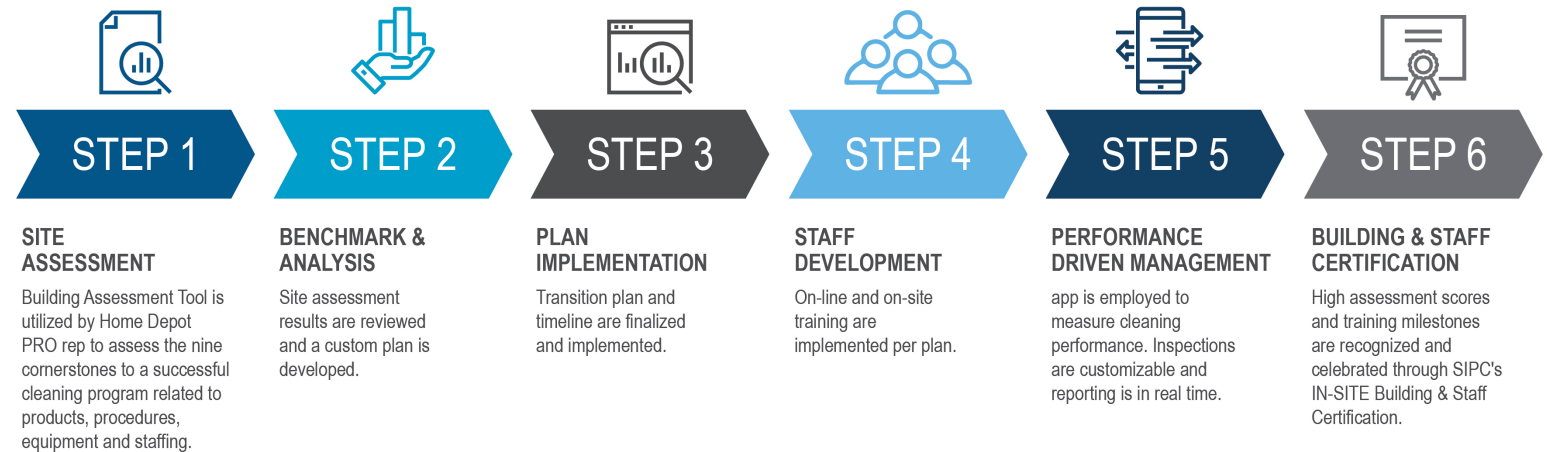 STEP 1
STEP 2
STEP 3
STEP 4
STEP 5
STEP 6
SITE
ASSESSMENT
Building Assessment Tool is
utilized by Home Depot
PRO rep to assess the nine
cornerstones to a successful
cleaning program related to
products, procedures,
equipment and staffing.
BENCHMARK &
ANALYSIS
Site assessment
results are reviewed
and a custom plan is
developed.
PLAN
IMPLEMENTATION
Transition plan and
timeline are finalized
and implemented.
STAFF
DEVELOPMENT
On-line and on-site
training are
implemented per plan.
PERFORMANCE
DRIVEN MANAGEMENT
app is employed to
measure cleaning
performance. Inspections
are customizable and
reporting is in real time.
BUILDING & STAFF
CERTIFICATION
High assessment scores
and training milestones
are recognized and
celebrated through SIPC's
IN-SITE Building & Staff
Certification.